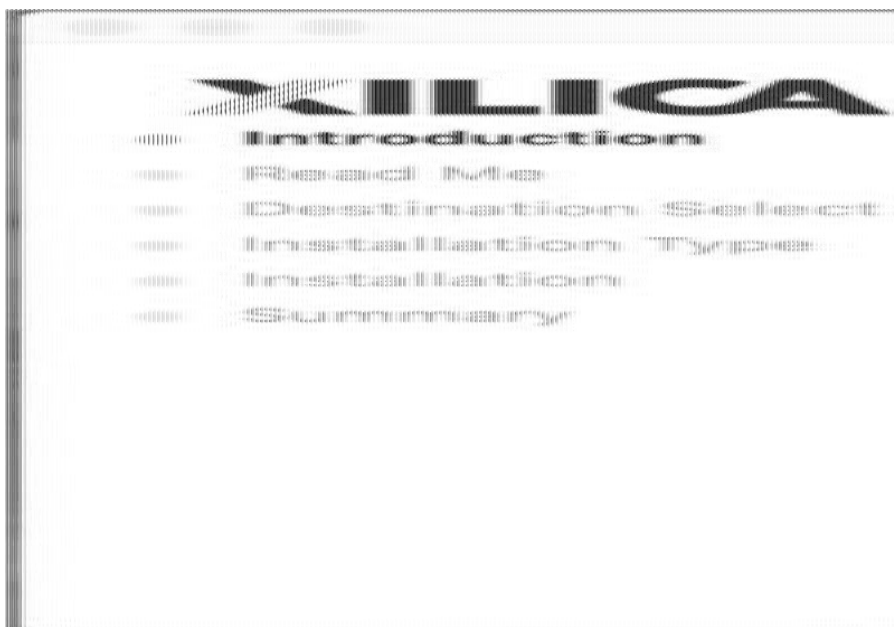 XILICA
Introduction
Read Me
Destination Select
Installation Type
Installation
Summary